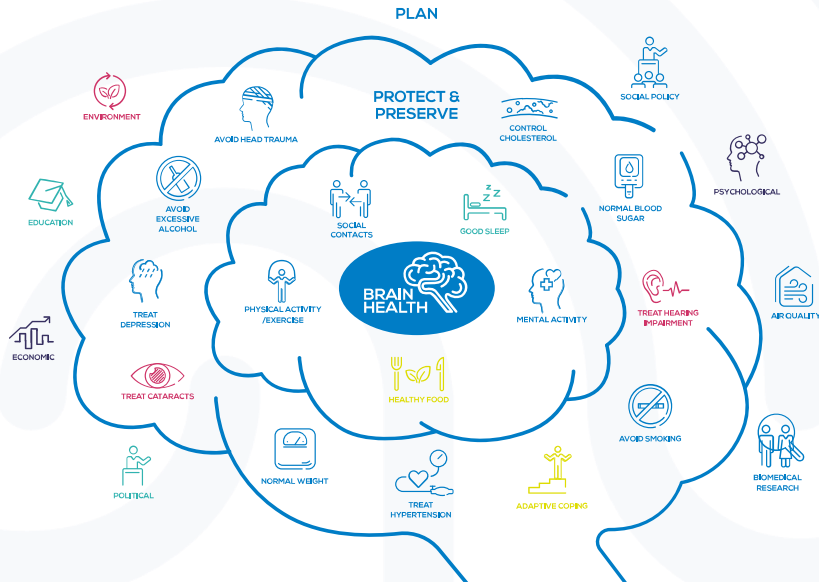 PLAN
SOCIAL POLICY
ENVIRONMENT
PROTECT &
PRESERVE
AVOID HEAD TRAUMA
CONTROL
CHOLESTEROL
PSYCHOLOGICAL
EDUCATION
AVOID
EXCESSIVE
ALCOHOL
SOCIAL
CONTACTS
Z Z Z
GOOD SLEEP
NORMAL BLOOD
SUGAR
BRAIN
HEALTH
TREAT
DEPRESSION
PHYSICAL ACTIVITY
/EXERCISE
MENTAL ACTIVITY
TREAT HEARING
IMPAIRMENT
AIR QUALITY
ECONOMIC
TREAT CATARACTS
HEALTHY FOOD
AVOID SMOKING
POLITICAL
NORMAL WEIGHT
TREAT
HYPERTENSION
ADAPTIVE COPING
BIOMEDICAL
RESEARCH